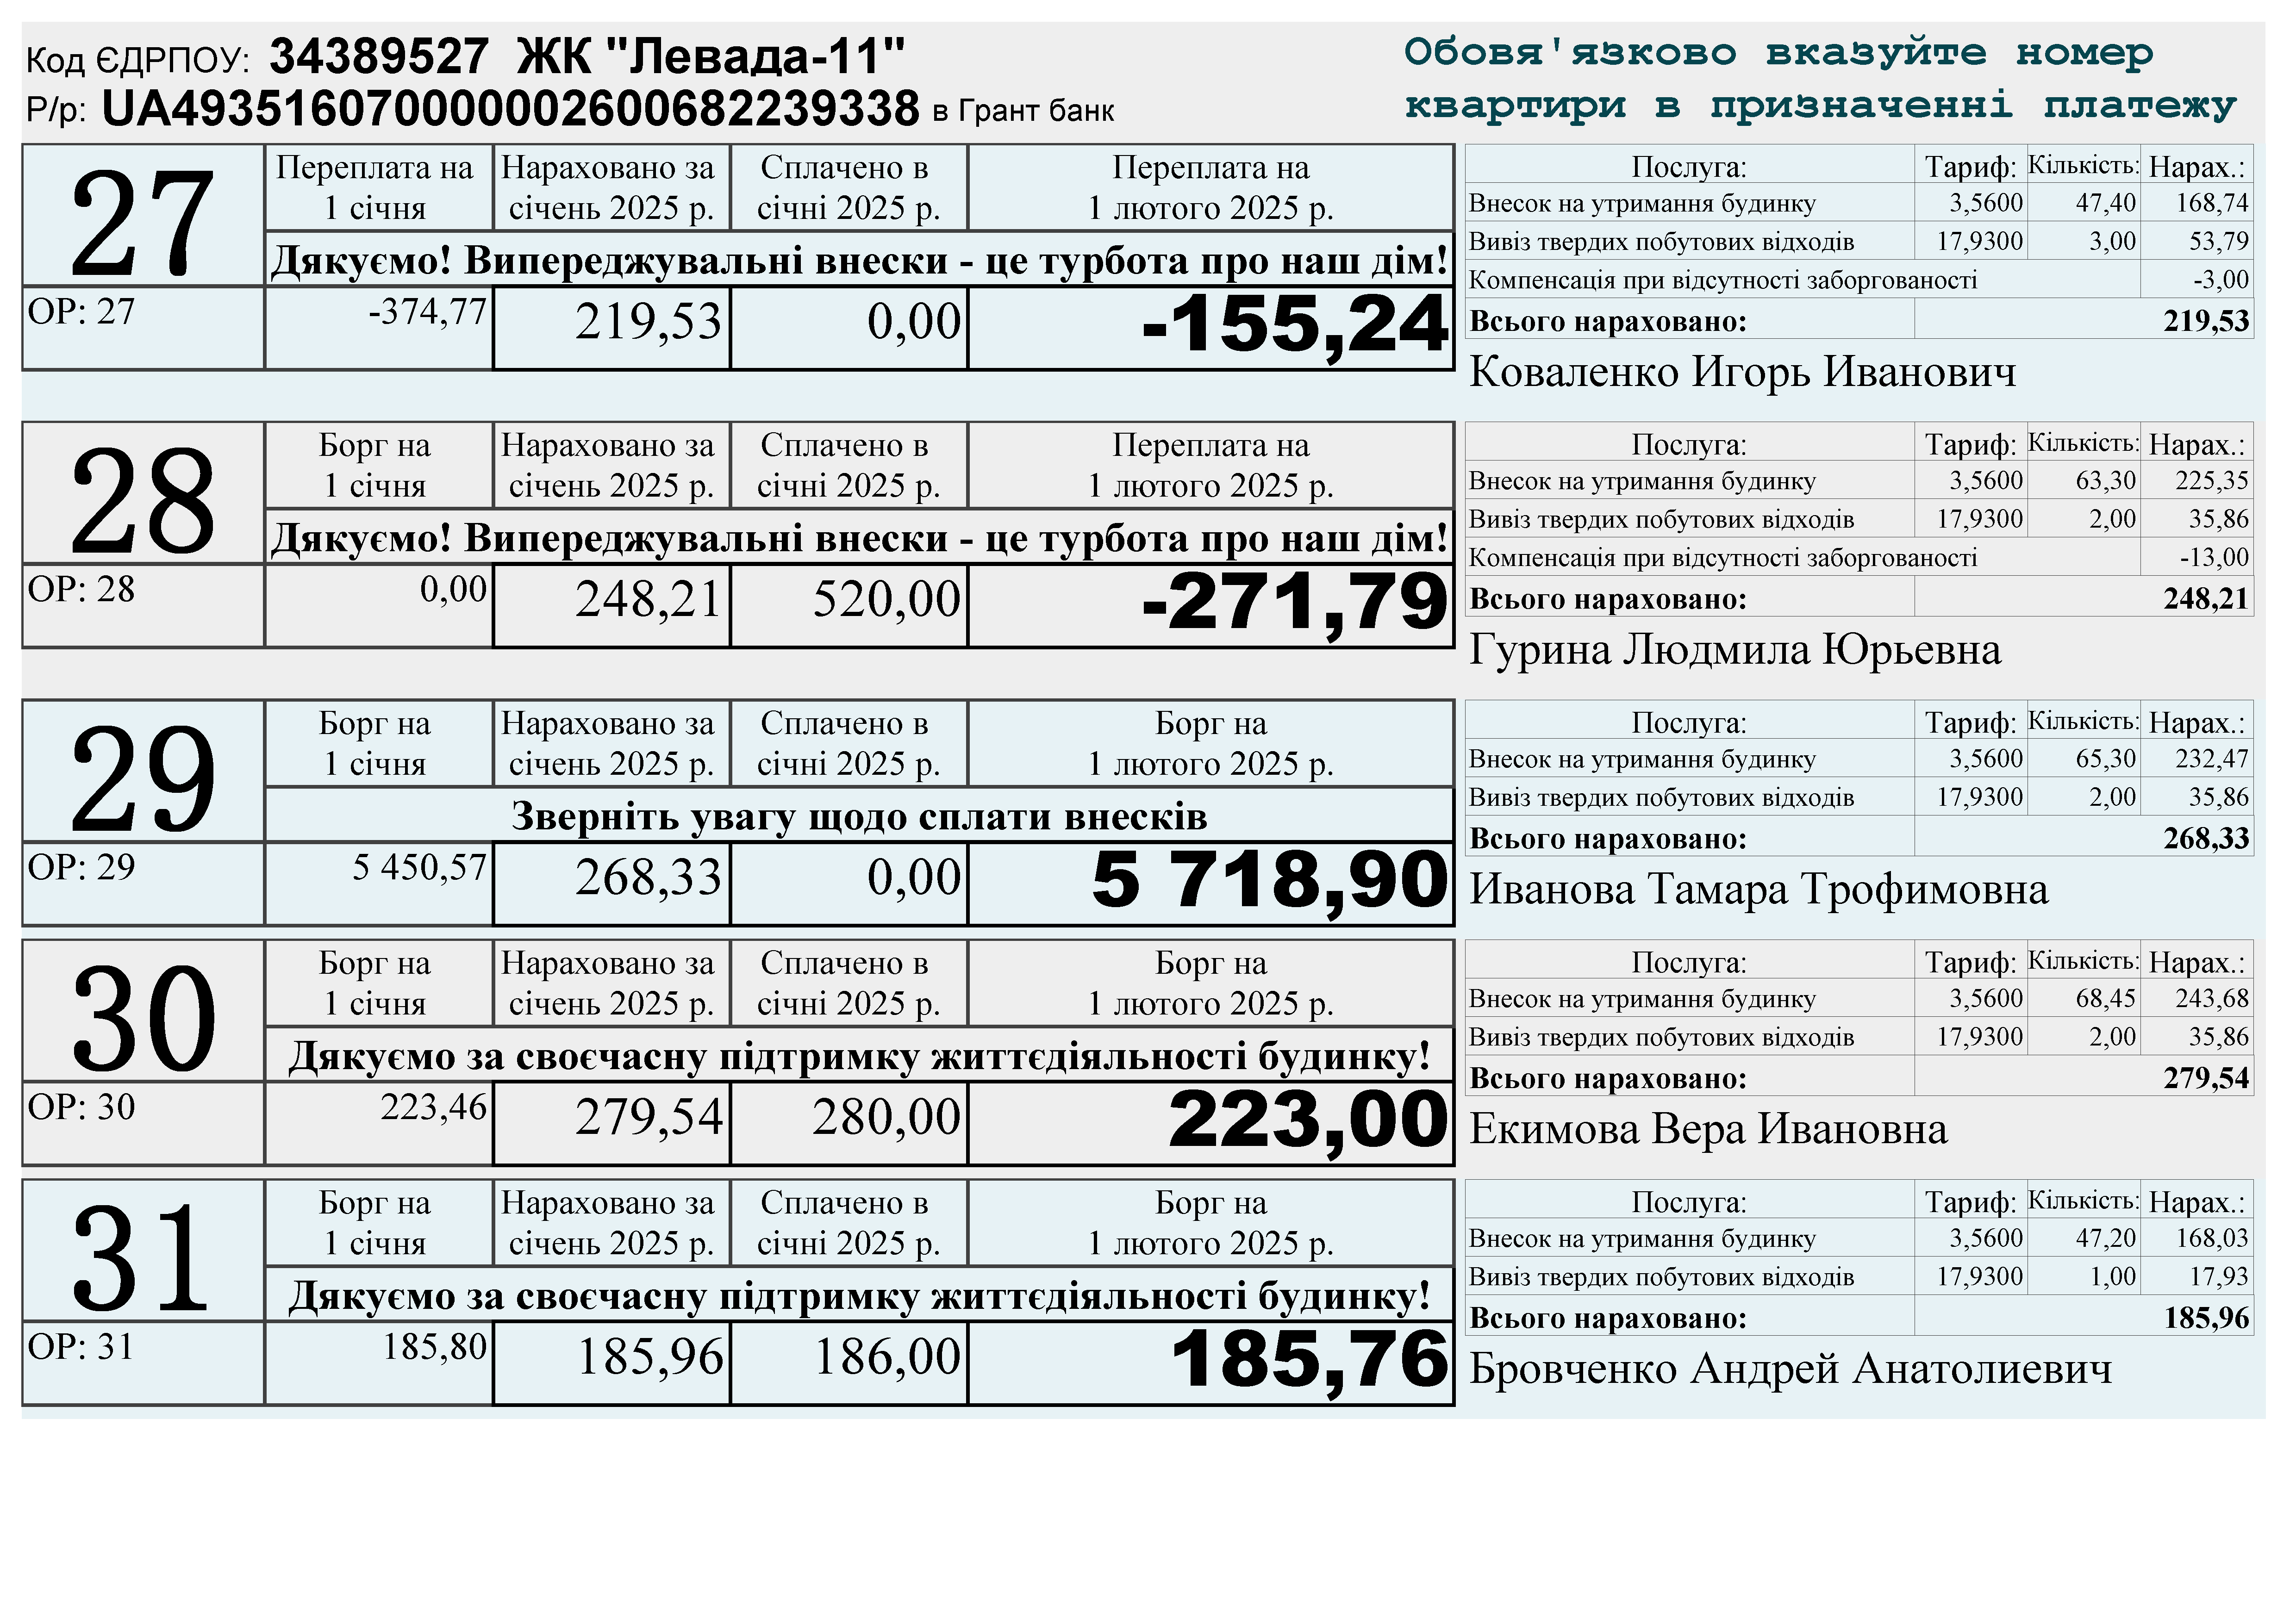 Код ЄДРПОУ: 34389527 ЖК "Левада-11"
Р/р: UA493516070000002600682239338 в Грант банк
Обовя'язково вказуйте номер
квартири в призначенні платежу
27
Переплата на 1 січня
Нараховано за січень 2025 р.
Сплачено в січні 2025 р.
Переплата на 1 лютого 2025 р.
Дякуємо! Випереджувальні внески - це турбота про наш дім!
ОР: 27 -374,77 219,53 0,00 -155,24
Послуга: Тариф: Кількість: Нарах.:
Внесок на утримання будинку 3,5600 47,40 168,74
Вивіз твердих побутових відходів 17,9300 3,00 53,79
Компенсація при відсутності заборгованості -3,00
Всього нараховано: 219,53
Коваленко Игорь Иванович
28
Борг на 1 січня
Нараховано за січень 2025 р.
Сплачено в січні 2025 р.
Переплата на 1 лютого 2025 р.
Дякуємо! Випереджувальні внески - це турбота про наш дім!
ОР: 28 0,00 248,21 520,00 -271,79
Послуга: Тариф: Кількість: Нарах.:
Внесок на утримання будинку 3,5600 63,30 225,35
Вивіз твердих побутових відходів 17,9300 2,00 35,86
Компенсація при відсутності заборгованості -13,00
Всього нараховано: 248,21
Гурина Людмила Юрьевна
29
Борг на 1 січня
Нараховано за січень 2025 р.
Сплачено в січні 2025 р.
Борг на 1 лютого 2025 р.
Зверніть увагу щодо сплати внесків
ОР: 29 5 450,57 268,33 0,00 5 718,90
Послуга: Тариф: Кількість: Нарах.:
Внесок на утримання будинку 3,5600 65,30 232,47
Вивіз твердих побутових відходів 17,9300 2,00 35,86
Всього нараховано: 268,33
Иванова Тамара Трофимовна
30
Борг на 1 січня
Нараховано за січень 2025 р.
Сплачено в січні 2025 р.
Борг на 1 лютого 2025 р.
Дякуємо за своєчасну підтримку життєдіяльності будинку!
ОР: 30 223,46 279,54 280,00 223,00
Послуга: Тариф: Кількість: Нарах.:
Внесок на утримання будинку 3,5600 68,45 243,68
Вивіз твердих побутових відходів 17,9300 2,00 35,86
Всього нараховано: 279,54
Екимова Вера Ивановна
31
Борг на 1 січня
Нараховано за січень 2025 р.
Сплачено в січні 2025 р.
Борг на 1 лютого 2025 р.
Дякуємо за своєчасну підтримку життєдіяльності будинку!
ОР: 31 185,80 185,96 186,00 185,76
Послуга: Тариф: Кількість: Нарах.:
Внесок на утримання будинку 3,5600 47,20 168,03
Вивіз твердих побутових відходів 17,9300 1,00 17,93
Всього нараховано: 185,96
Бровченко Андрей Анатолиевич